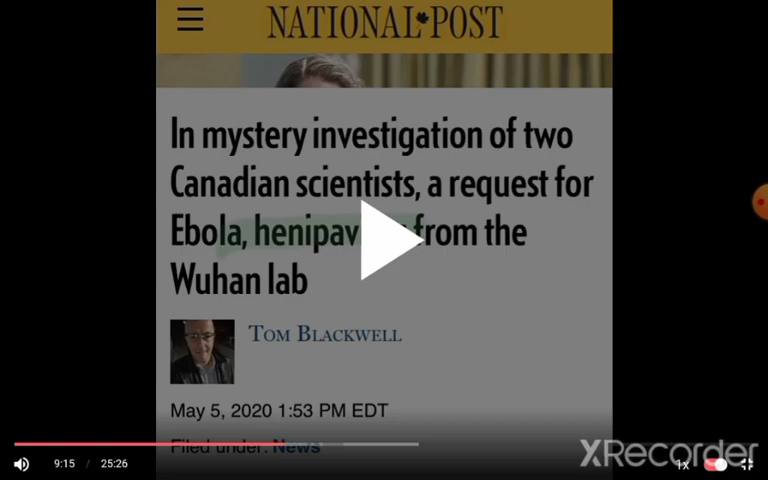 NATIONAL POST
In mystery investigation of two
Canadian scientists, a request for
Ebola, from the
Wuhan lab
TOM BLACKWELL
May 5, 2020 1:53 PM EDT
Filed under: News
XRecorder
9:15 / 25:26 1x